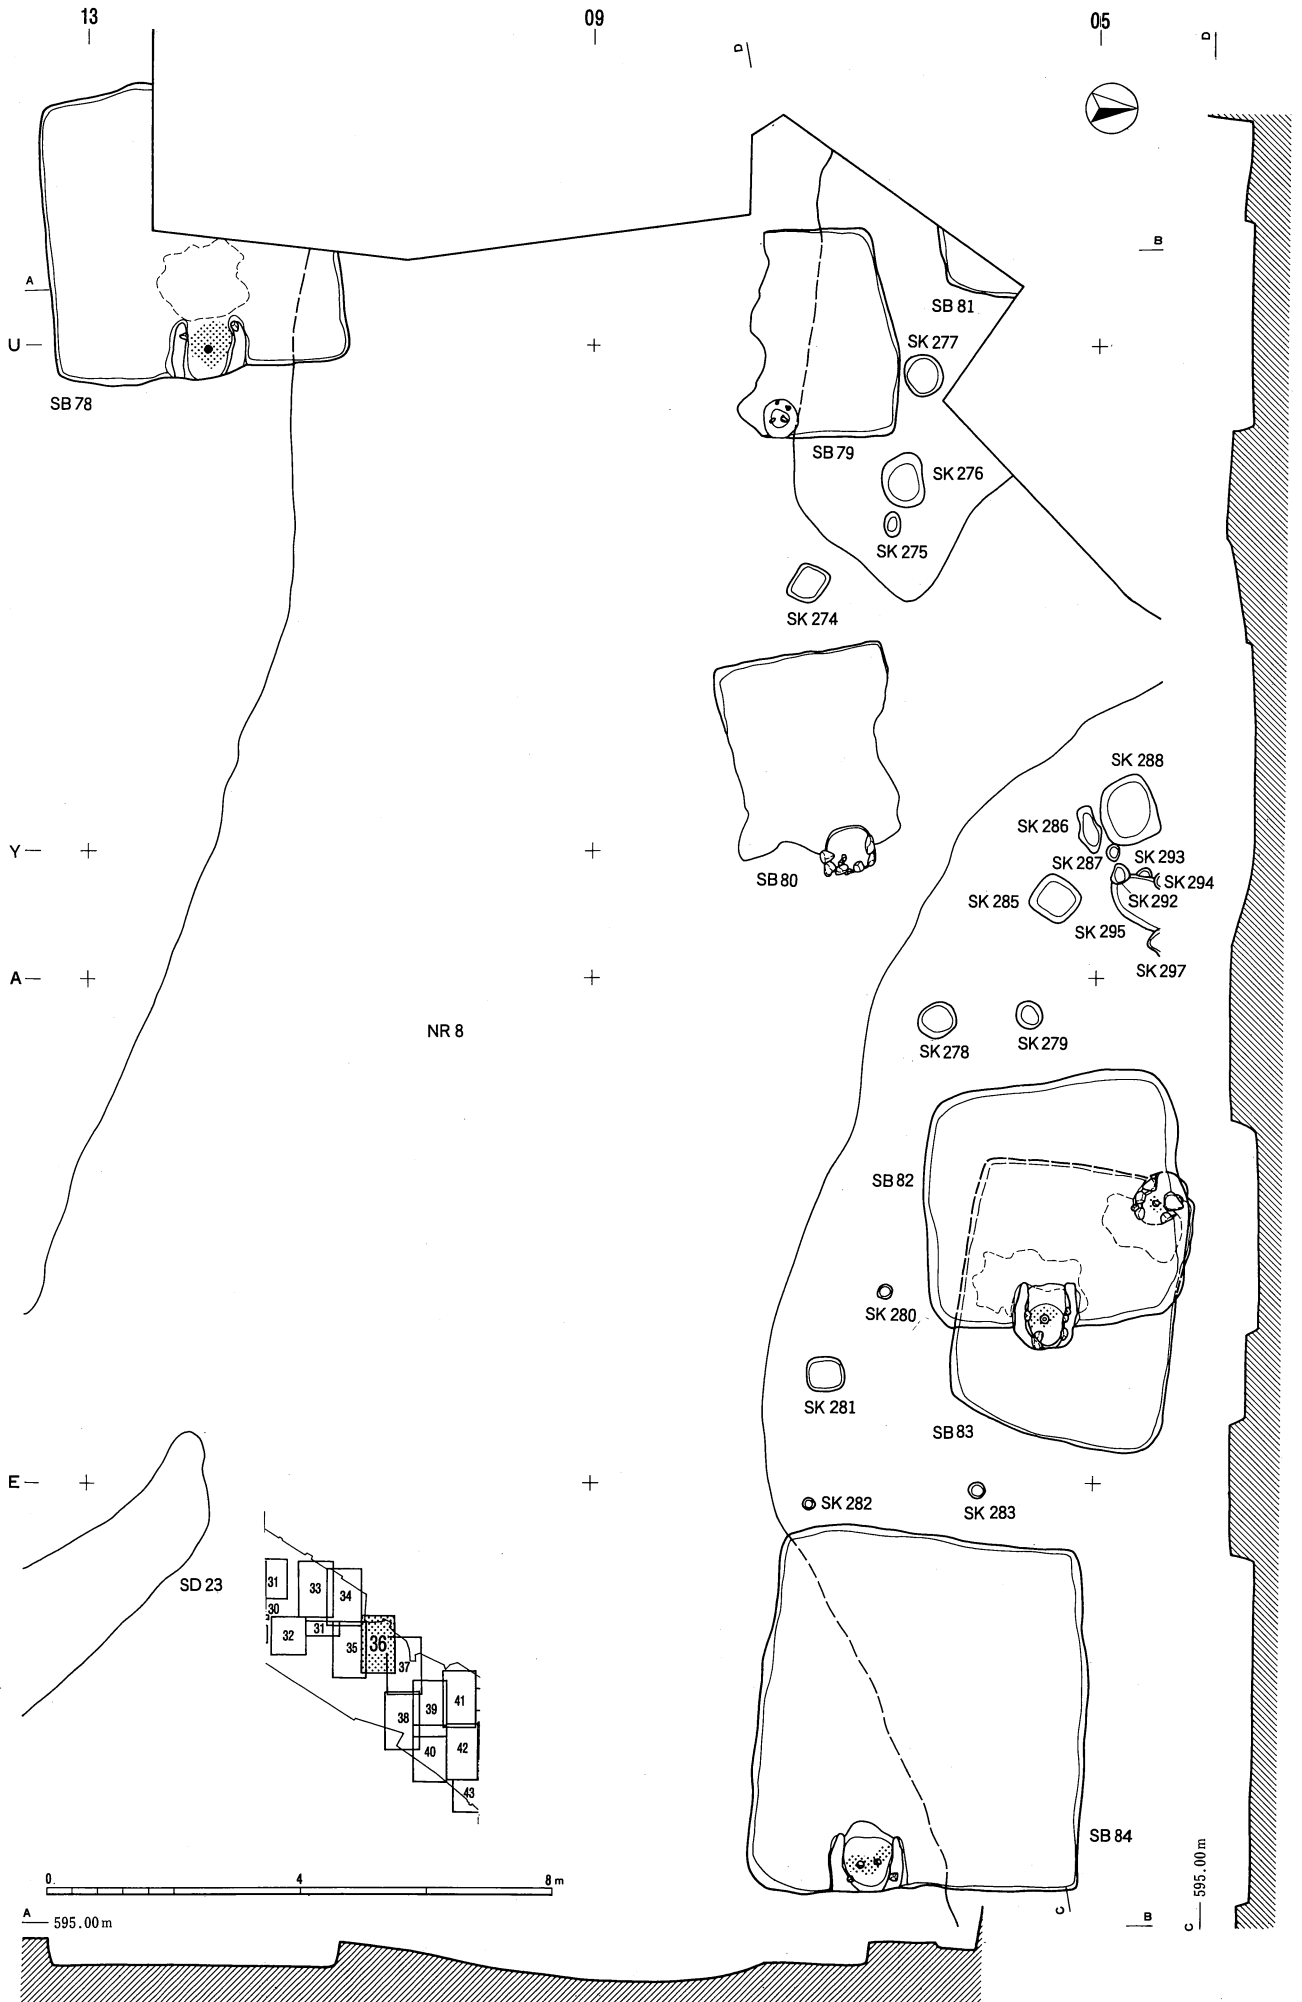 13
09
05
D
D
B
A
SB 81
U
SK 277
SB 78
SB 79
SK 276
SK 275
SK 274
SK 288
SK 286
Y
SK 287
SK 293
SB 80
SK 294
SK 285
SK 292
SK 295
SK 297
A
NR 8
SK 278
SK 279
SB 82
SK 280
SK 281
SB 83
E
SK 282
SK 283
SD 23
31
33
34
30
32
31
35
36
37
41
39
38
42
40
43
SB 84
0
4
8 m
A
595.00 m
C
B
C
595.00 m